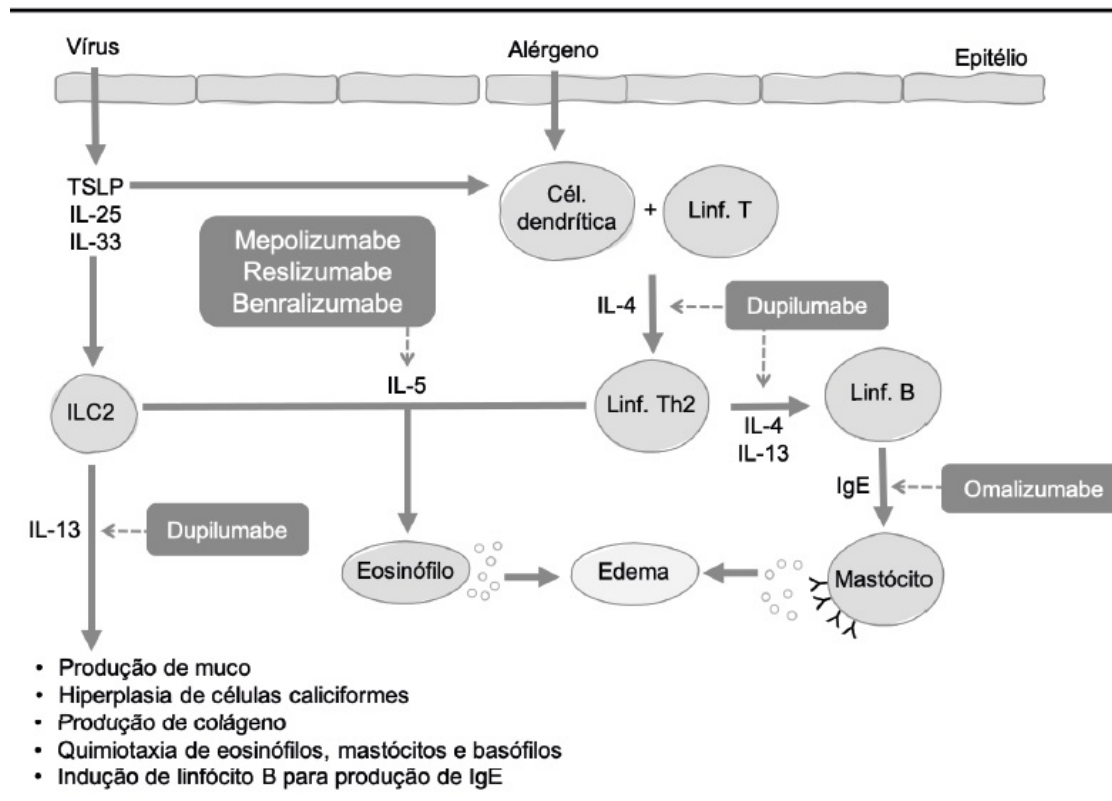 Vírus
Alérgeno
Epitélio
TSLP
IL-25
IL-33
Cél.
dendrítica
+
Linf. T
Mepolizumabe
Reslizumabe
Benralizumabe
IL-4
Dupilumabe
IL-5
ILC2
Linf. Th2
IL-4
IL-13
Linf. B
IgE
Omalizumabe
IL-13
Dupilumabe
Eosinófilo
Edema
Mastócito
• Produção de muco
• Hiperplasia de células caliciformes
• Produção de colágeno
• Quimiotaxia de eosinófilos, mastócitos e basófilos
• Indução de linfócito B para produção de IgE